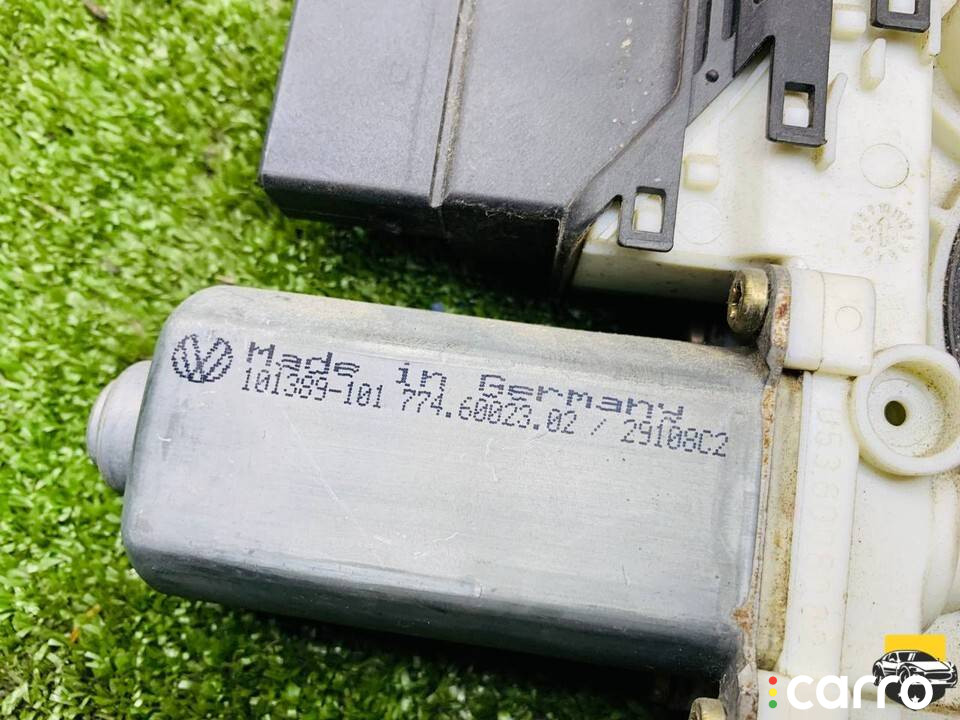 Made in Germany
101389-101 774.60023.02 / 29108C2
carro